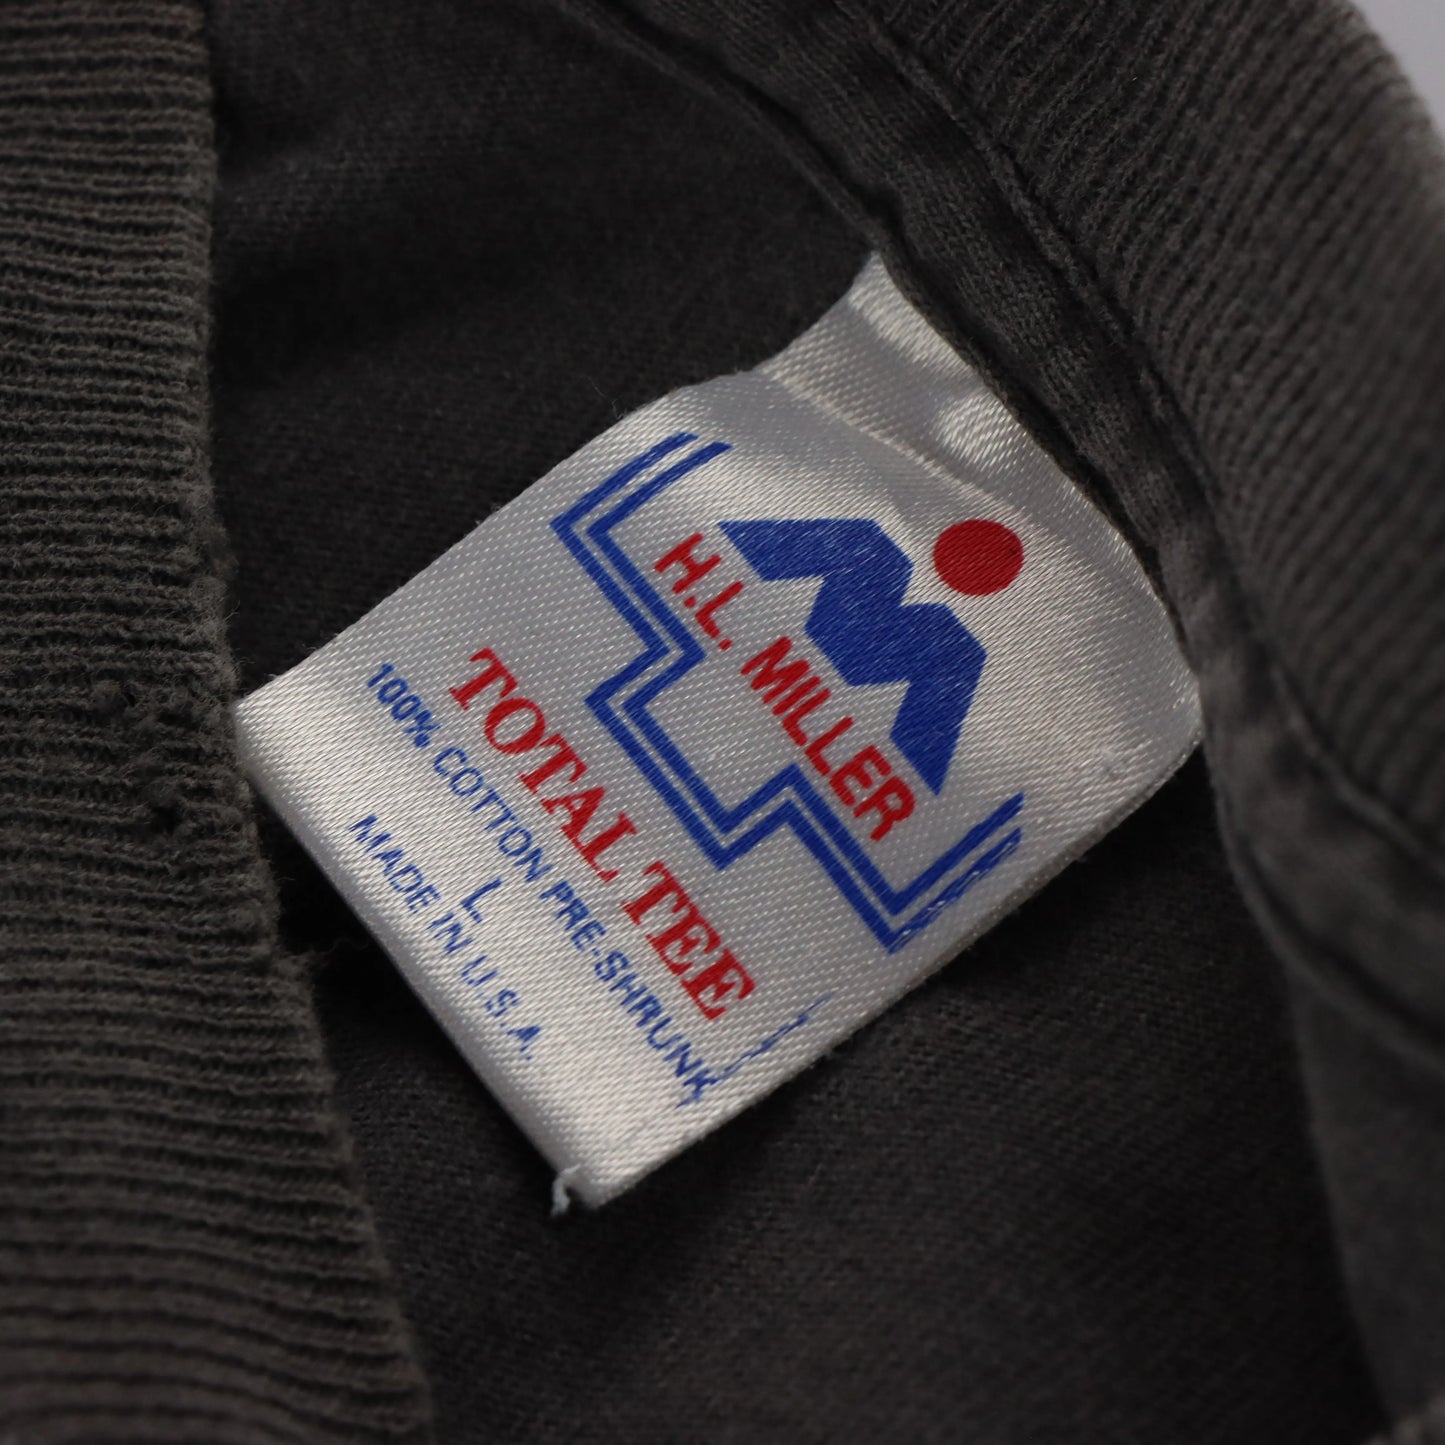 H.L. MILLER
TOTAL TEE
100% COTTON PRE-SHRUNK
L
MADE IN U.S.A.